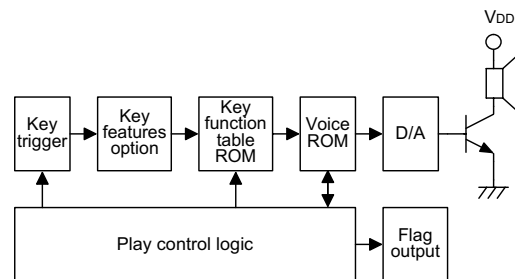 VDD
Key
trigger
Key
features
option
Key
function
table
ROM
Voice
ROM
D/A
Play control logic
Flag
output